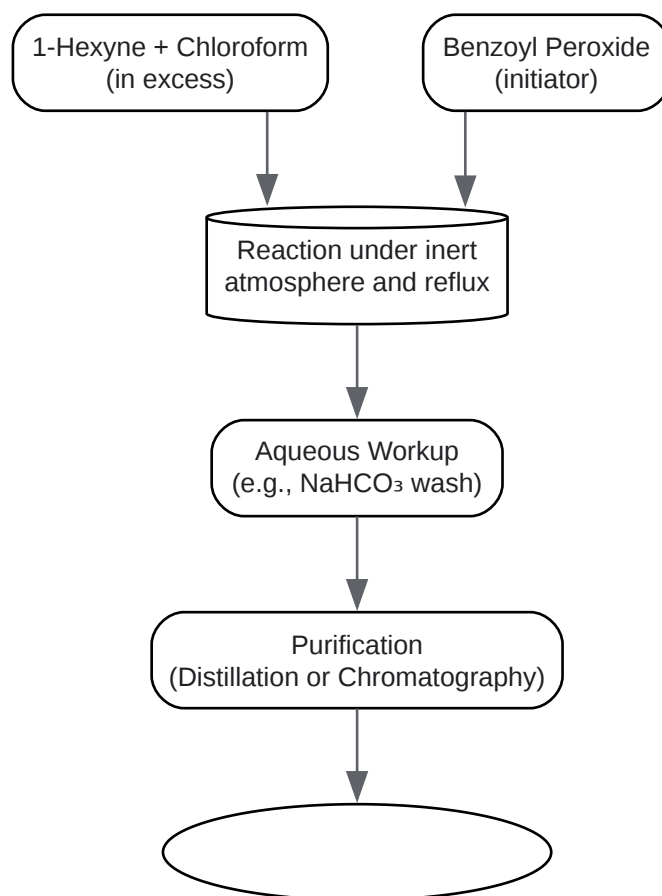 1-Hexyne + Chloroform
(in excess)
Benzoyl Peroxide
(initiator)
Reaction under inert
atmosphere and reflux
Aqueous Workup
(e.g., NaHCO₃ wash)
Purification
(Distillation or Chromatography)